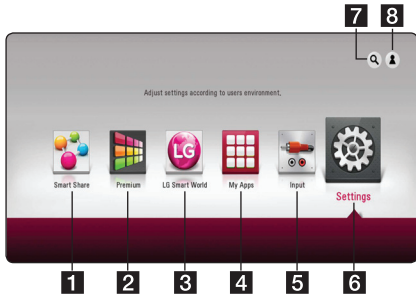 7 8
Adjust settings according to users environment.
LG
Smart Share Premium LG Smart World My Apps Input Settings
1 2 3 4 5 6